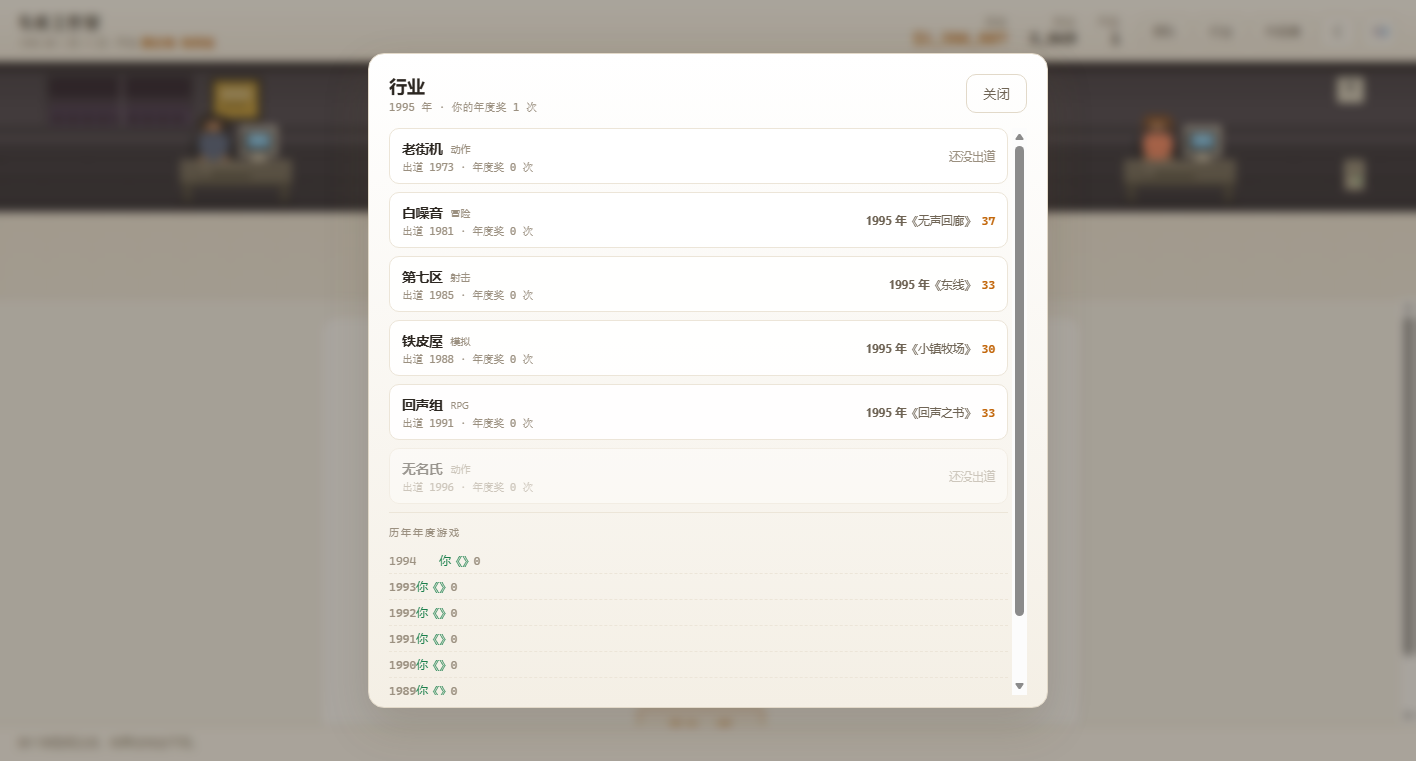 行业
1995 年 · 你的年度奖 1 次
关闭
老街机 动作
出道 1973 · 年度奖 0 次
还没出道
白噪音 冒险
出道 1981 · 年度奖 0 次
1995 年《无声回廊》 37
第七区 射击
出道 1985 · 年度奖 0 次
1995 年《东线》 33
铁皮屋 模拟
出道 1988 · 年度奖 0 次
1995 年《小镇牧场》 30
回声组 RPG
出道 1991 · 年度奖 0 次
1995 年《回声之书》 33
无名氏 动作
出道 1996 · 年度奖 0 次
还没出道
历年年度游戏
1994 你《》0
1993你《》0
1992你《》0
1991你《》0
1990你《》0
1989你《》0